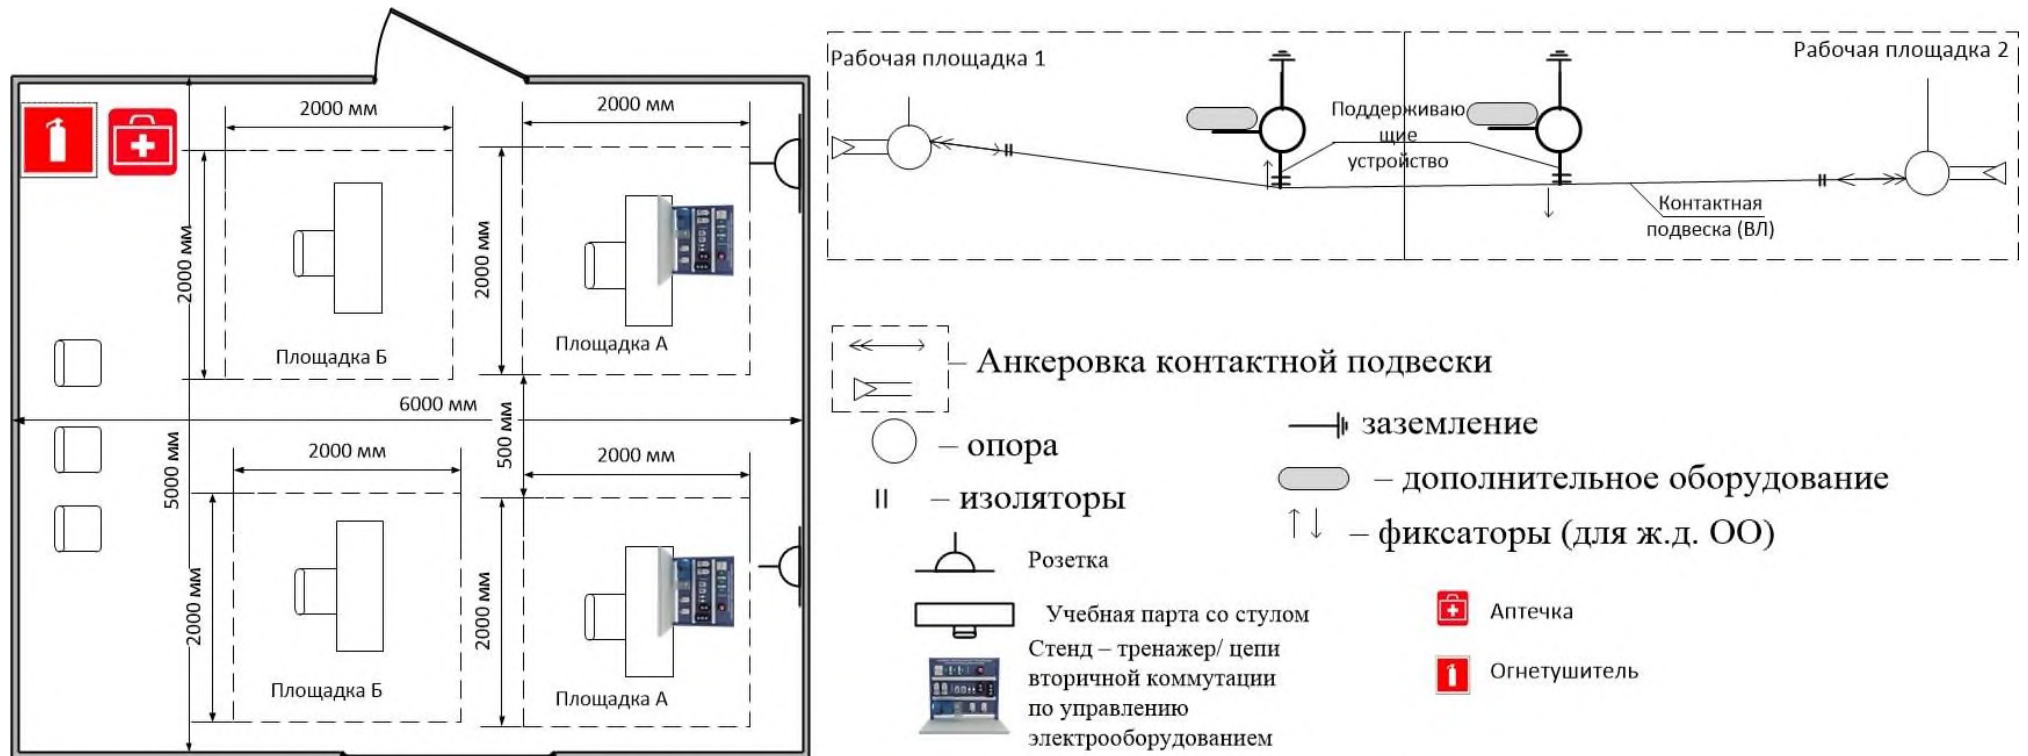 2000 мм
2000 мм
2000 мм
2000 мм
Площадка Б
Площадка А
6000 мм
5000 мм
500 мм
2000 мм
2000 мм
2000 мм
2000 мм
Площадка Б
Площадка А
Рабочая площадка 1
Рабочая площадка 2
Поддерживаю
щие
устройство
Контактная
подвеска (ВЛ)
– Анкеровка контактной подвески
– опора
– изоляторы
Розетка
Учебная парта со стулом
Стенд – тренажер/ цепи
вторичной коммутации
по управлению
электрооборудованием
заземление
– дополнительное оборудование
– фиксаторы (для ж.д. ОО)
Аптечка
Огнетушитель